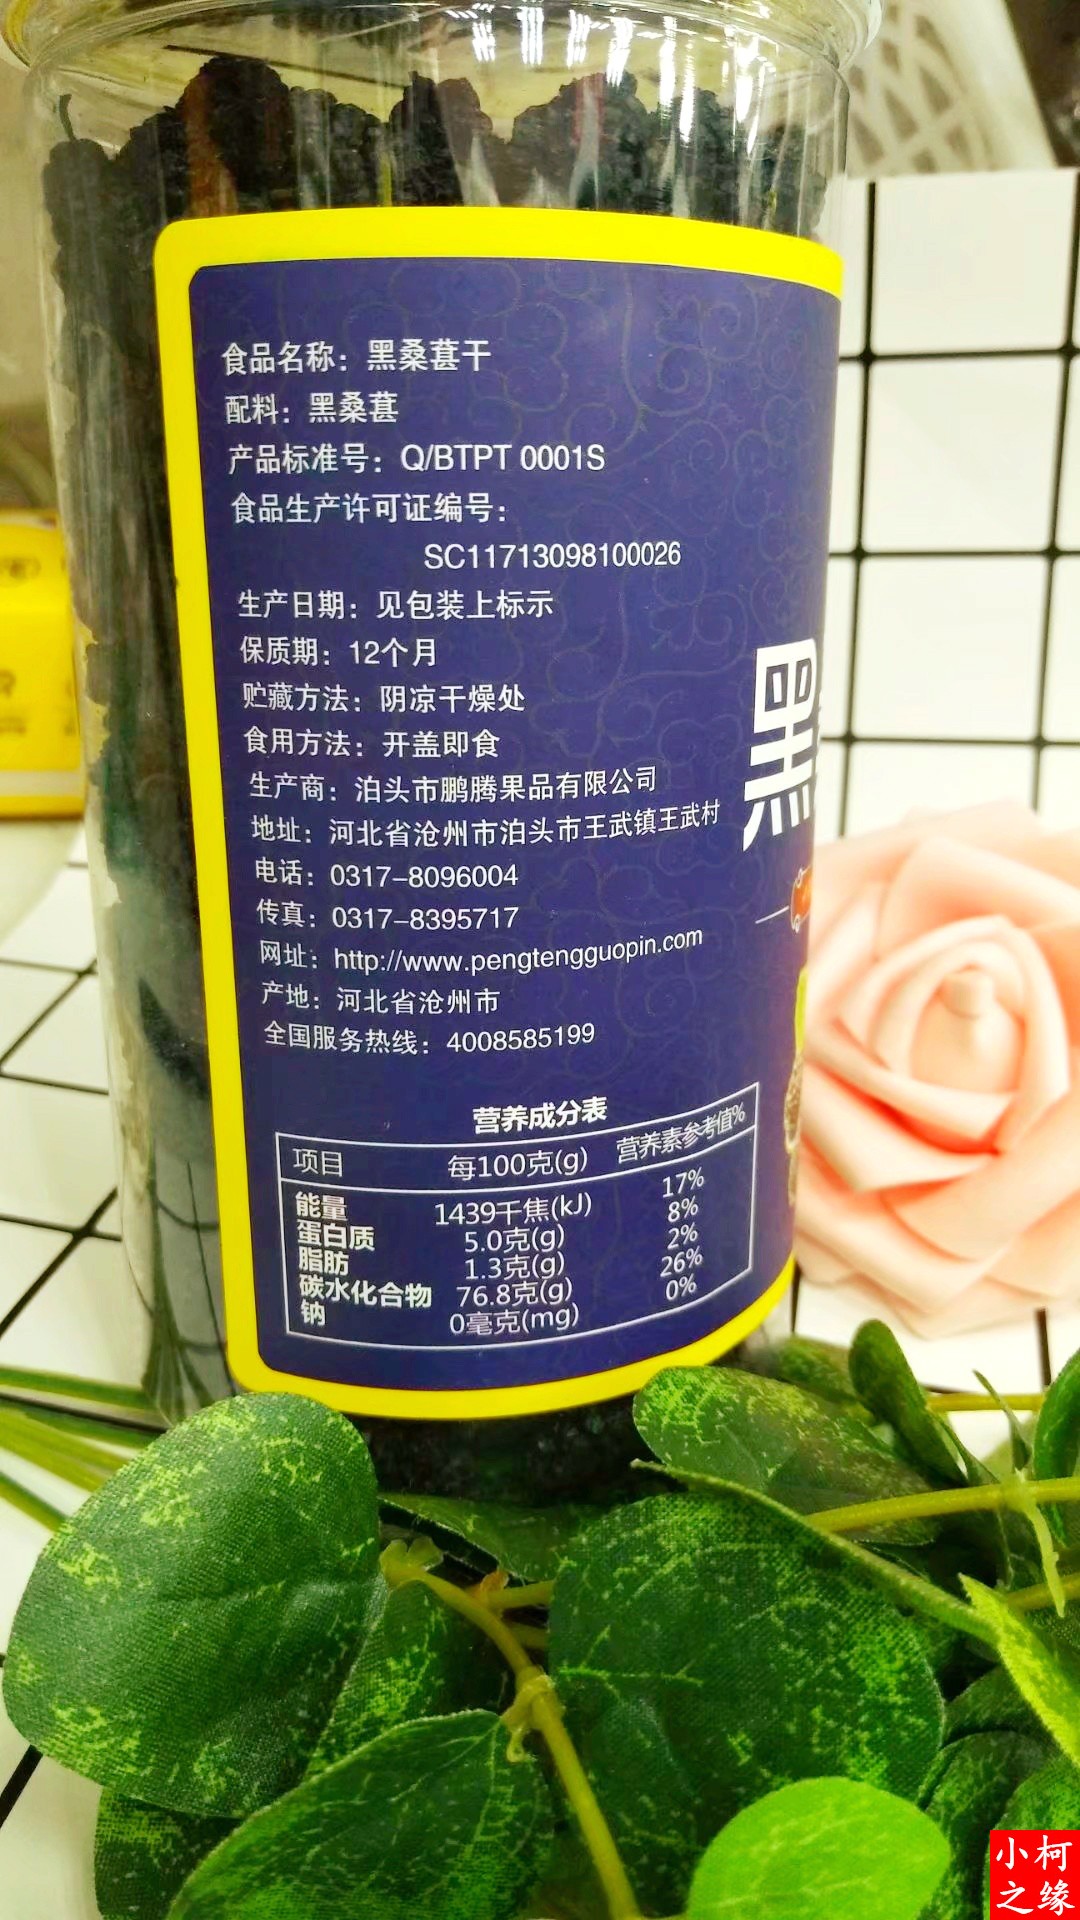 食品名称：黑桑葚干
配料：黑桑葚
产品标准号：Q/BTPT 0001S
食品生产许可证编号：
SC11713098100026
生产日期：见包装上标示
保质期：12个月
贮藏方法：阴凉干燥处
食用方法：开盖即食
生产商：泊头市鹏腾果品有限公司
地址：河北省沧州市泊头市王武镇王武村
电话：0317-8096004
传真：0317-8395717
网址：http://www.pengtengguopin.com
产地：河北省沧州市
全国服务热线：4008585199
营养成分表
项目 每100克(g) 营养素参考值%
能量 1439千焦(kJ) 17%
蛋白质 5.0克(g) 8%
脂肪 1.3克(g) 2%
碳水化合物 76.8克(g) 26%
钠 0毫克(mg) 0%
黑
小柯
之缘